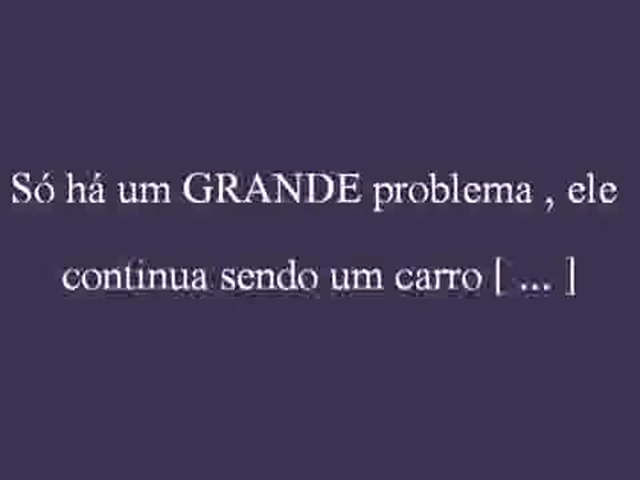 Só há um GRANDE problema , ele
continua sendo um carro [ ... ]